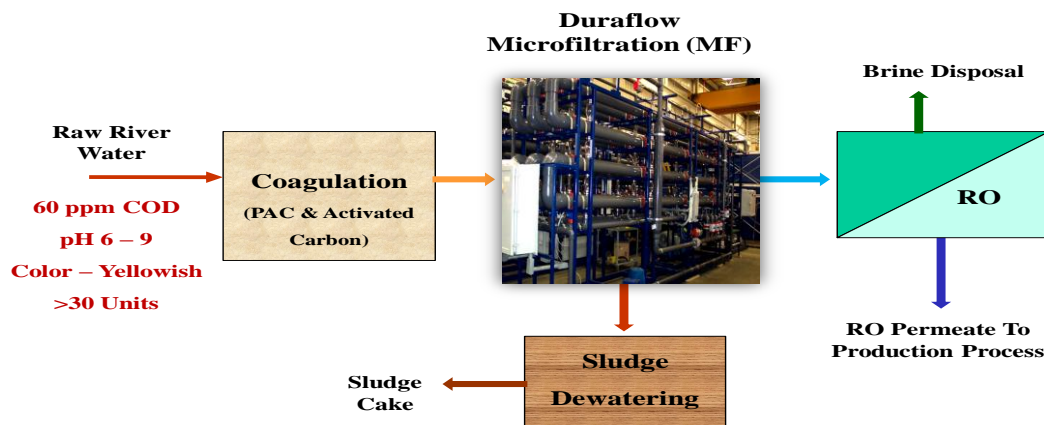 Duraflow
Microfiltration (MF)
Brine Disposal
Raw River
Water
60 ppm COD
pH 6 – 9
Color – Yellowish
>30 Units
Coagulation
(PAC & Activated
Carbon)
RO
RO Permeate To
Production Process
Sludge
Dewatering
Sludge
Cake